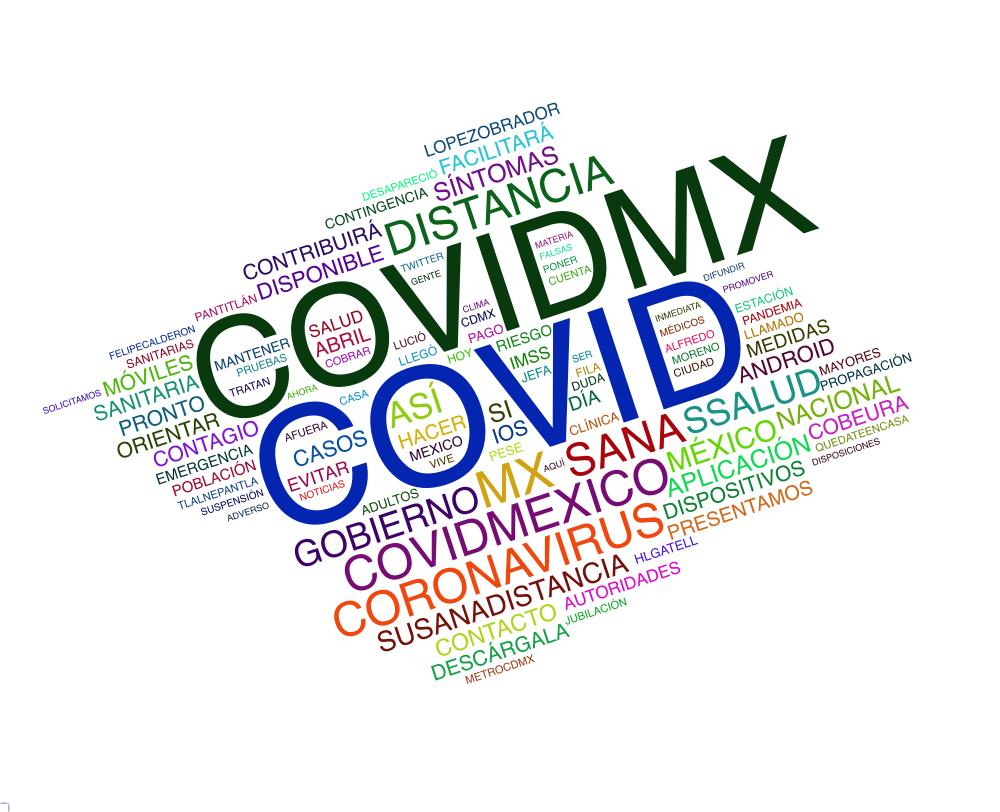 LOPEZOBRADOR
FACILITARÁ
DESAPARECIÓ
SÍNTOMAS
CONTINGENCIA
DISTANCIA
CONTRIBUIRÁ
DISPONIBLE
COVIDMX
TWITTER
GENTE
MATERIA
FALSAS
PONER
CUENTA
DIFUNDIR
PROMOVER
PANTITLÁN
SALUD
ABRIL
COBRAR
CLIMA
CDMX
PAGO
LUCIÓ
LLEGÓ
HOY
RIESGO
IMSS
JEFA
SER
FILA
DUDA
DÍA
INMEDIATA
MÉDICOS
ALFREDO
MORENO
CIUDAD
ESTACIÓN
PANDEMIA
LLAMADO
MEDIDAS
ANDROID
FELIPECALDERON
SANITARIAS
MÓVILES
SOLICITAMOS
SANITARIA
PRONTO
ORIENTAR
MANTENER
PRUEBAS
TRATAN
AHORA
CASA
COVID
CONTAGIO
EMERGENCIA
POBLACIÓN
TLALNEPANTLA
SUSPENSIÓN
ADVERSO
AFUERA
CASOS
EVITAR
NOTICIAS
ASÍ
HACER
MEXICO
VIVE
SI
IOS
PESE
CLÍNICA
AQUÍ
ADULTOS
MAYORES
PROPAGACIÓN
SSALUD
NACIONAL
SANA
MÉXICO
COBEURA
QUEDATEENCASA
DISPOSICIONES
APLICACIÓN
MX
GOBIERNO
DISPOSITIVOS
COVIDMEXICO
PRESENTAMOS
CORONAVIRUS
HLGATELL
SUSANADISTANCIA
AUTORIDADES
CONTACTO
JUBILACIÓN
DESCÁRGALA
METROCDMX